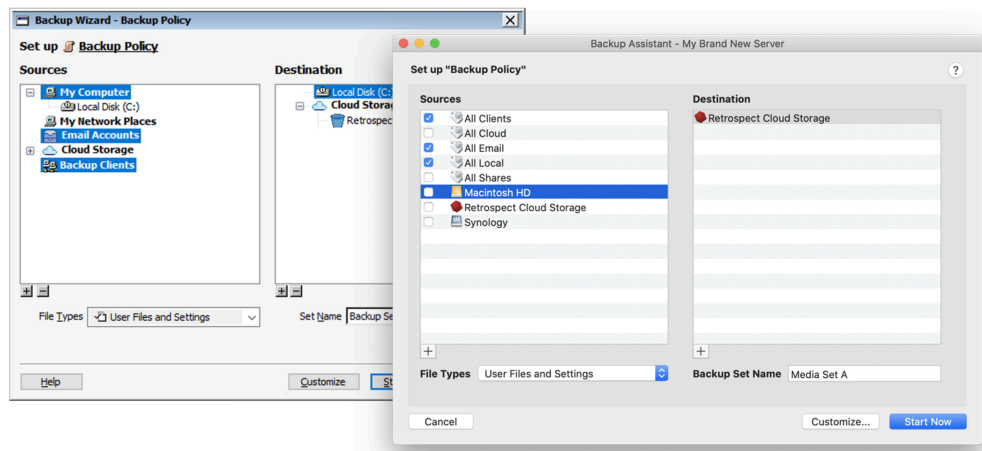 Backup Wizard - Backup Policy
Set up Backup Policy
Sources
My Computer
Local Disk (C:)
My Network Places
Email Accounts
Cloud Storage
Backup Clients
File Types User Files and Settings
Help
Destination
Local Disk (C:
Cloud Storag
Retrospec
Set Name Backup Se
Customize St
Backup Assistant - My Brand New Server
Set up "Backup Policy"
?
Sources
All Clients
All Cloud
All Email
All Local
All Shares
Macintosh HD
Retrospect Cloud Storage
Synology
+
File Types User Files and Settings
Destination
Retrospect Cloud Storage
+
Backup Set Name Media Set A
Cancel
Customize...
Start Now